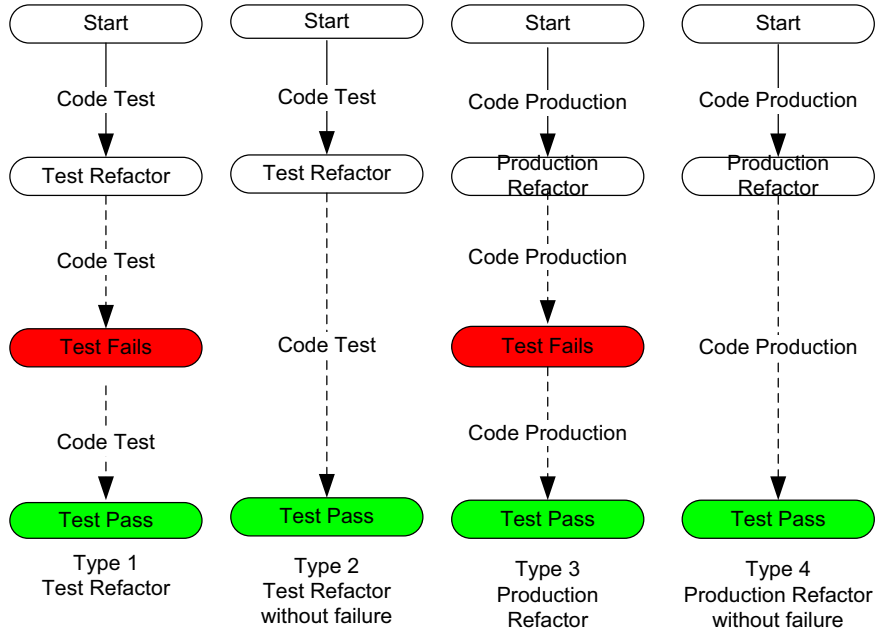 Start
Code Test
Test Refactor
Code Test
Test Fails
Code Test
Test Pass
Type 1
Test Refactor
Start
Code Test
Test Refactor
Code Test
Test Pass
Type 2
Test Refactor
without failure
Start
Code Production
Production
Refactor
Code Production
Test Fails
Code Production
Test Pass
Type 3
Production
Refactor
Start
Code Production
Production
Refactor
Code Production
Test Pass
Type 4
Production Refactor
without failure